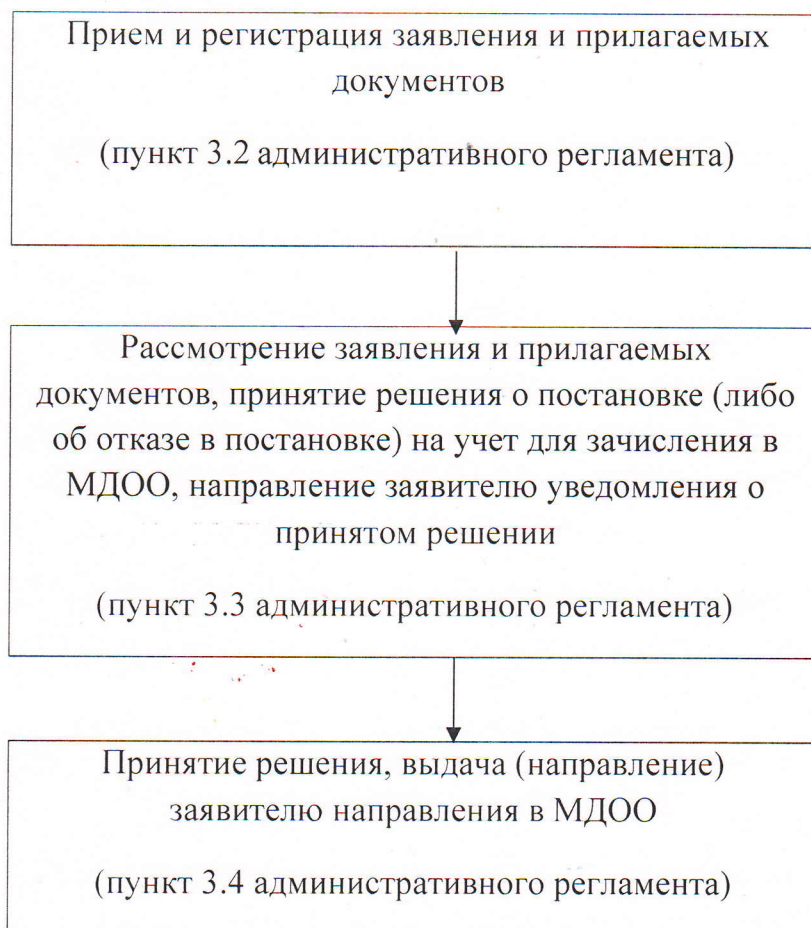 Прием и регистрация заявления и прилагаемых
документов
(пункт 3.2 административного регламента)
Рассмотрение заявления и прилагаемых
документов, принятие решения о постановке (либо
об отказе в постановке) на учет для зачисления в
МДОО, направление заявителю уведомления о
принятом решении
(пункт 3.3 административного регламента)
Принятие решения, выдача (направление)
заявителю направления в МДОО
(пункт 3.4 административного регламента)